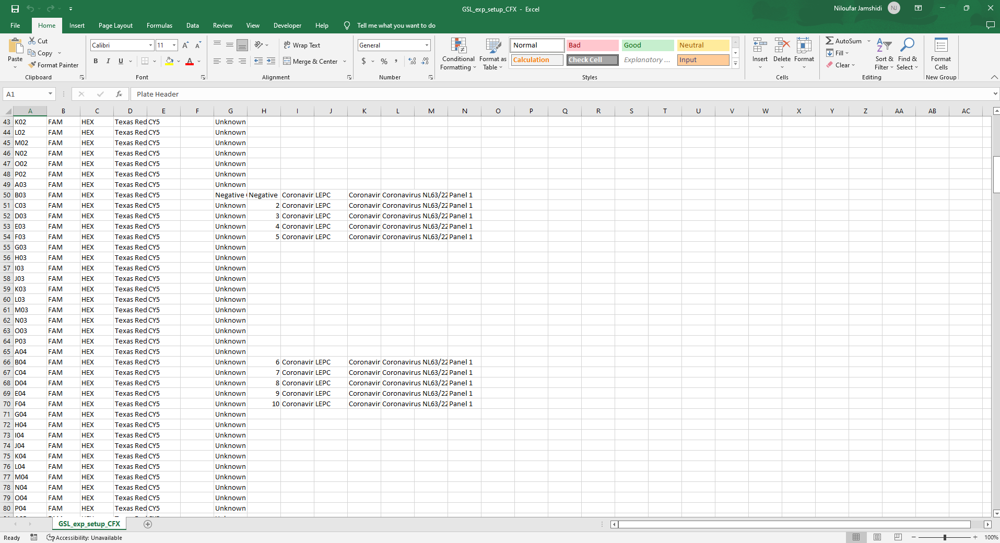 GSL_exp_setup_CFX - Excel
Niloufar Jamshidi NJ
File Home Insert Page Layout Formulas Data Review View Developer Help Tell me what you want to do
Paste
Cut
Copy
Format Painter
Clipboard
Calibri 11
B I U
Font
Wrap Text
Merge & Center
Alignment
General
$ % ,
Number
Conditional Formatting
Format as Table
Normal Bad Good Neutral
Calculation Check Cell Explanatory ... Input
Styles
Insert Delete Format
Cells
AutoSum
Fill
Clear
Sort & Filter
Find & Select
Editing
Format Cells
New Group
A1 fx Plate Header
A B C D E F G H I J K L M N O P Q R S T U V W X Y Z AA AB AC
43 K02 FAM HEX Texas Red CY5 Unknown
44 L02 FAM HEX Texas Red CY5 Unknown
45 M02 FAM HEX Texas Red CY5 Unknown
46 N02 FAM HEX Texas Red CY5 Unknown
47 O02 FAM HEX Texas Red CY5 Unknown
48 P02 FAM HEX Texas Red CY5 Unknown
49 A03 FAM HEX Texas Red CY5 Unknown
50 B03 FAM HEX Texas Red CY5 Negative Negative Coronavir LEPC Coronavir Coronavirus NL63/22 Panel 1
51 C03 FAM HEX Texas Red CY5 Unknown 2 Coronavir LEPC Coronavir Coronavirus NL63/22 Panel 1
52 D03 FAM HEX Texas Red CY5 Unknown 3 Coronavir LEPC Coronavir Coronavirus NL63/22 Panel 1
53 E03 FAM HEX Texas Red CY5 Unknown 4 Coronavir LEPC Coronavir Coronavirus NL63/22 Panel 1
54 F03 FAM HEX Texas Red CY5 Unknown 5 Coronavir LEPC Coronavir Coronavirus NL63/22 Panel 1
55 G03 FAM HEX Texas Red CY5 Unknown
56 H03 FAM HEX Texas Red CY5 Unknown
57 I03 FAM HEX Texas Red CY5 Unknown
58 J03 FAM HEX Texas Red CY5 Unknown
59 K03 FAM HEX Texas Red CY5 Unknown
60 L03 FAM HEX Texas Red CY5 Unknown
61 M03 FAM HEX Texas Red CY5 Unknown
62 N03 FAM HEX Texas Red CY5 Unknown
63 O03 FAM HEX Texas Red CY5 Unknown
64 P03 FAM HEX Texas Red CY5 Unknown
65 A04 FAM HEX Texas Red CY5 Unknown
66 B04 FAM HEX Texas Red CY5 Unknown 6 Coronavir LEPC Coronavir Coronavirus NL63/22 Panel 1
67 C04 FAM HEX Texas Red CY5 Unknown 7 Coronavir LEPC Coronavir Coronavirus NL63/22 Panel 1
68 D04 FAM HEX Texas Red CY5 Unknown 8 Coronavir LEPC Coronavir Coronavirus NL63/22 Panel 1
69 E04 FAM HEX Texas Red CY5 Unknown 9 Coronavir LEPC Coronavir Coronavirus NL63/22 Panel 1
70 F04 FAM HEX Texas Red CY5 Unknown 10 Coronavir LEPC Coronavir Coronavirus NL63/22 Panel 1
71 G04 FAM HEX Texas Red CY5 Unknown
72 H04 FAM HEX Texas Red CY5 Unknown
73 I04 FAM HEX Texas Red CY5 Unknown
74 J04 FAM HEX Texas Red CY5 Unknown
75 K04 FAM HEX Texas Red CY5 Unknown
76 L04 FAM HEX Texas Red CY5 Unknown
77 M04 FAM HEX Texas Red CY5 Unknown
78 N04 FAM HEX Texas Red CY5 Unknown
79 O04 FAM HEX Texas Red CY5 Unknown
80 P04 FAM HEX Texas Red CY5 Unknown
GSL_exp_setup_CFX
Ready Accessibility: Unavailable 100%